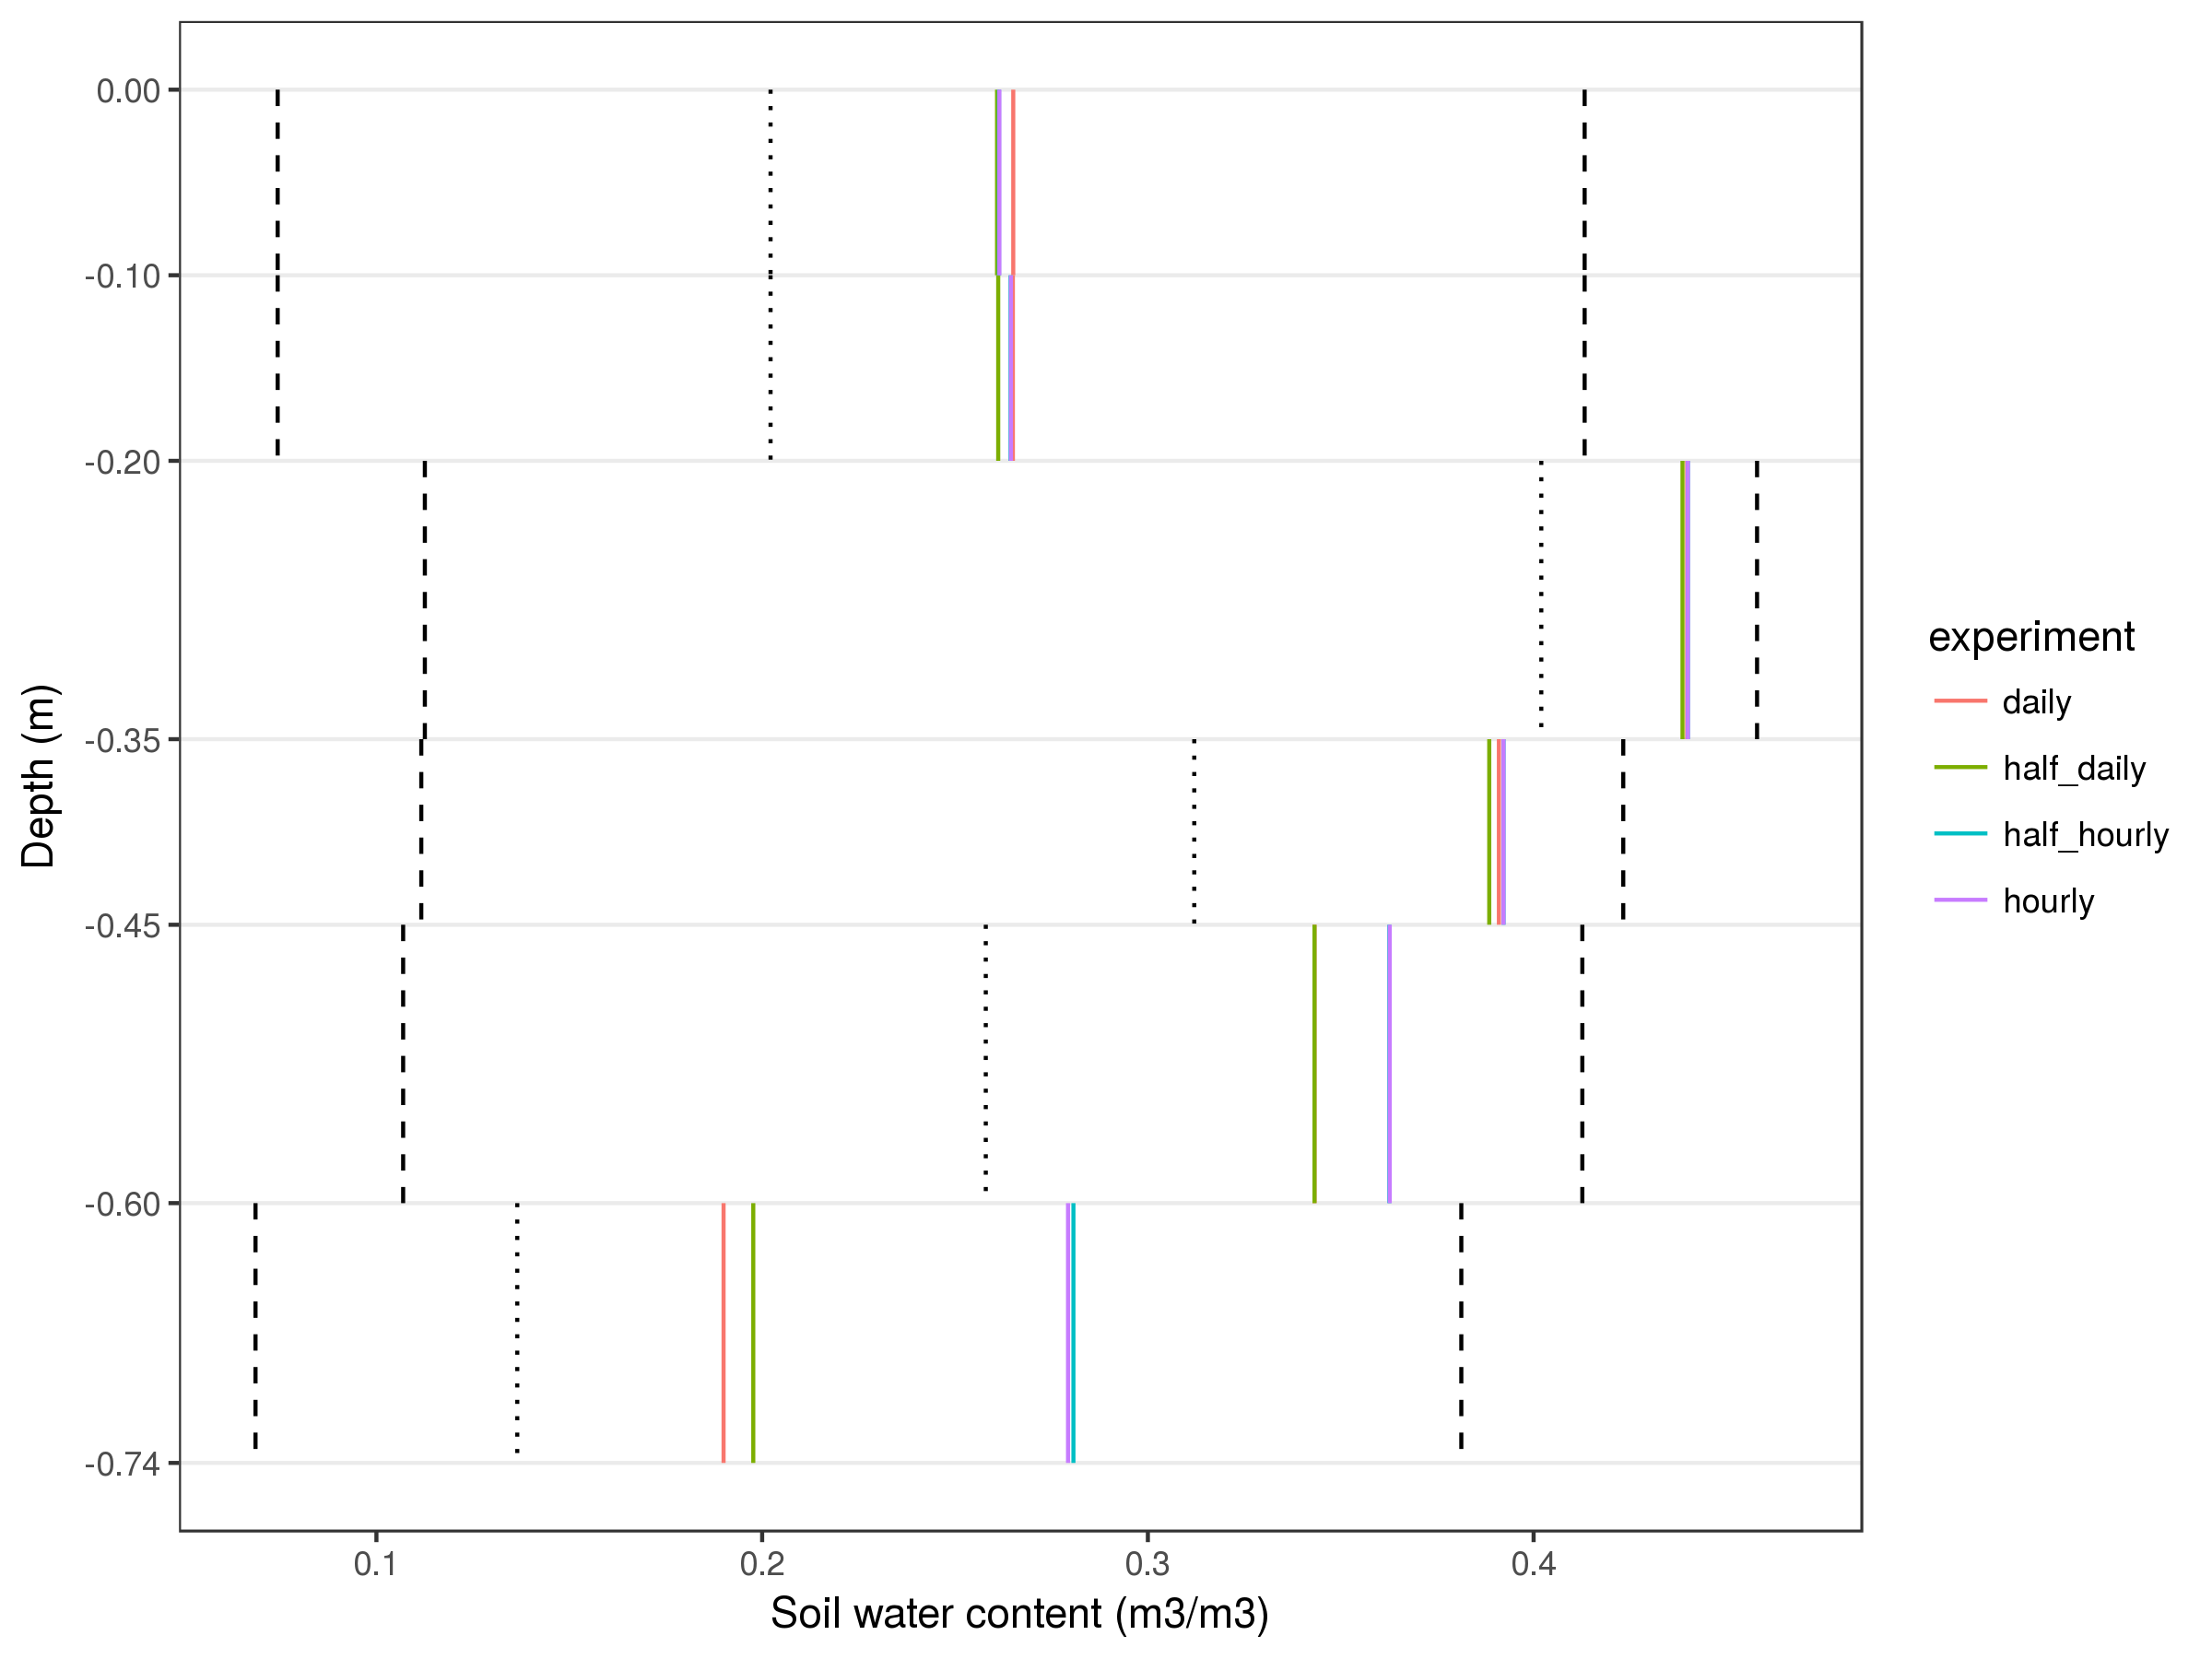 0.00
-0.10
-0.20
-0.35
-0.45
-0.60
-0.74
Depth (m)
0.1
0.2
0.3
0.4
Soil water content (m3/m3)
experiment
daily
half_daily
half_hourly
hourly